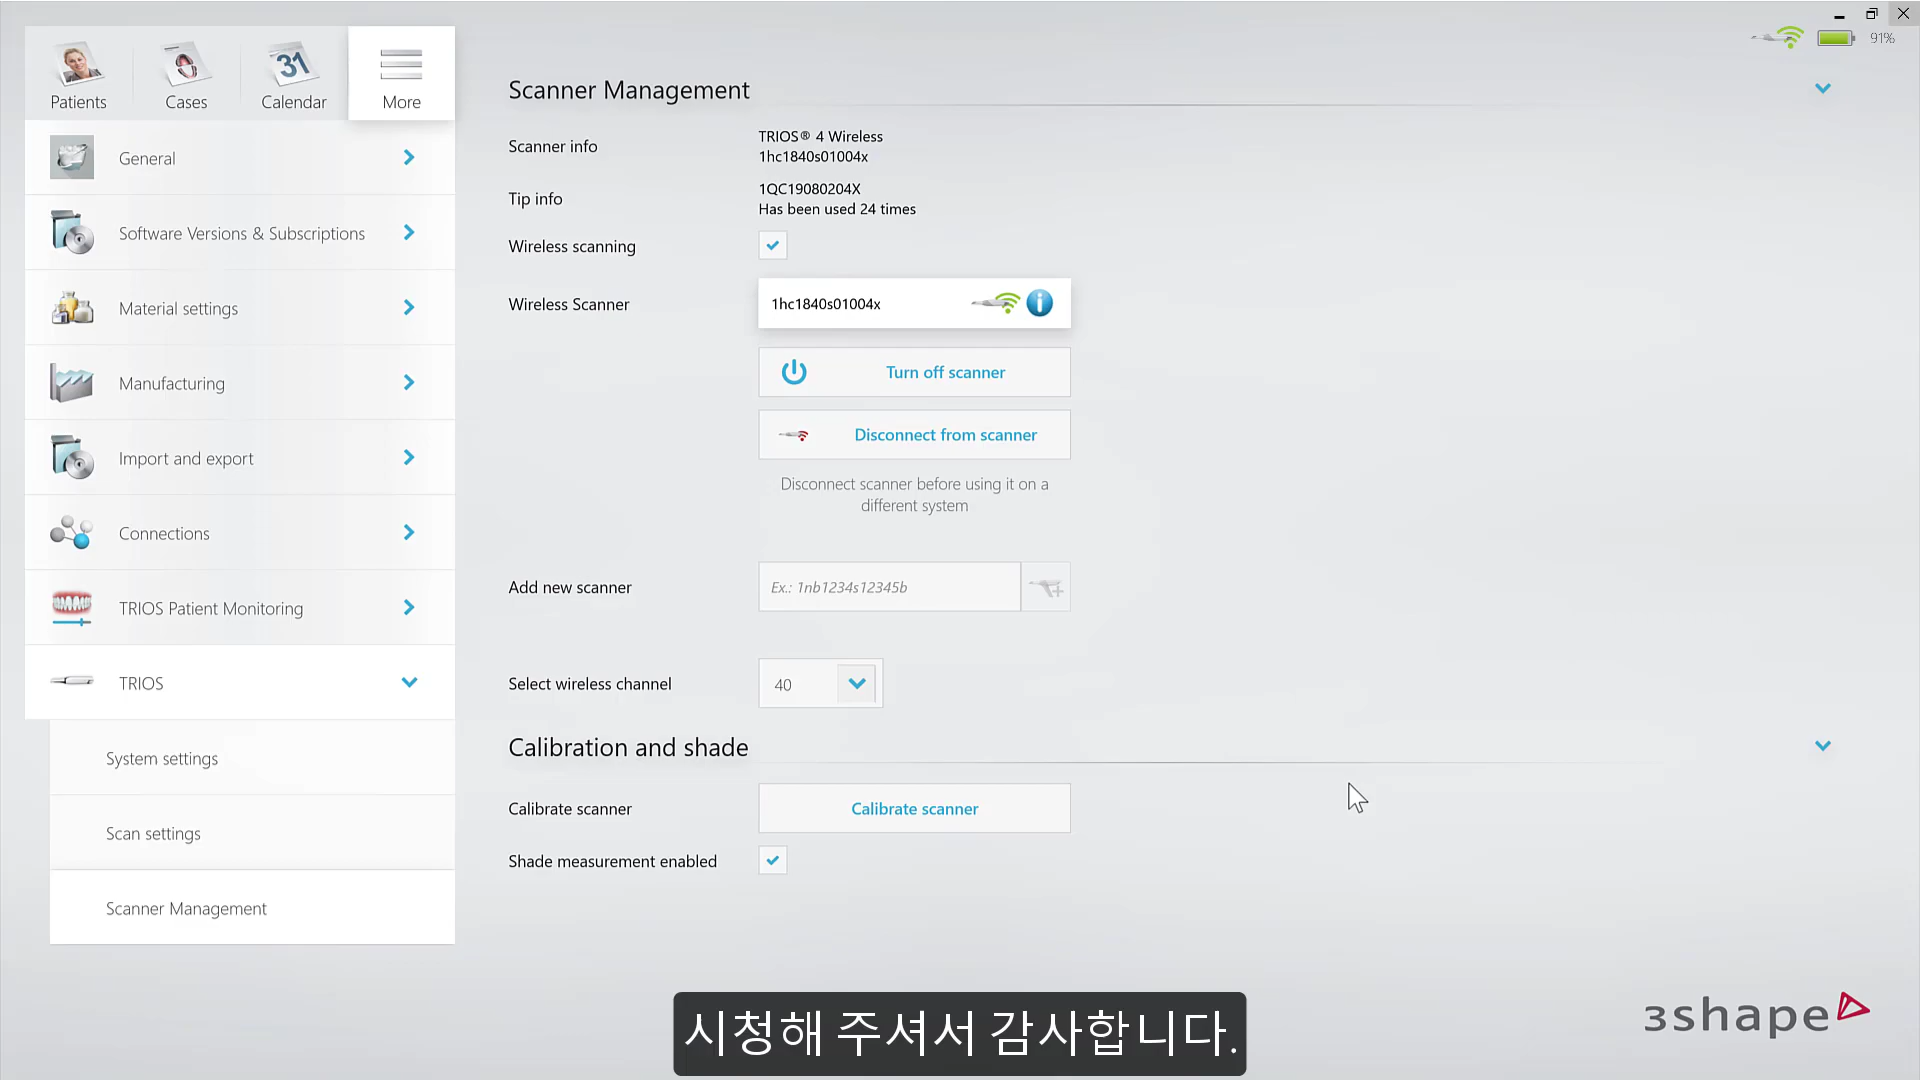 91%
Patients
Cases
31
Calendar
More
General
Software Versions & Subscriptions
Material settings
Manufacturing
Import and export
Connections
TRIOS Patient Monitoring
TRIOS
System settings
Scan settings
Scanner Management
Scanner Management
Scanner info
TRIOS® 4 Wireless
1hc1840s01004x
Tip info
1QC19080204X
Has been used 24 times
Wireless scanning
Wireless Scanner
1hc1840s01004x
Turn off scanner
Disconnect from scanner
Disconnect scanner before using it on a
different system
Add new scanner
Ex.: 1nb1234s12345b
Select wireless channel
40
Calibration and shade
Calibrate scanner
Calibrate scanner
Shade measurement enabled
3shape
시청해 주셔서 감사합니다.